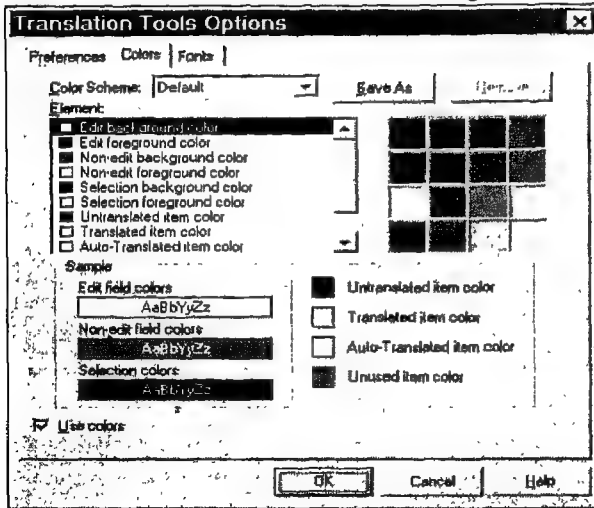 Translation Tools Options
Preferences Colors Fonts
Color Scheme: Default Save As
Element:
Edit background color
Edit foreground color
Non-edit background color
Non-edit foreground color
Selection background color
Selection foreground color
Untranslated item color
Translated item color
Auto-Translated item color
Sample
Edit field colors
AaBbYyZz
Non-edit field colors
AaBbYyZz
Selection colors
AaBbYyZz
Untranslated item color
Translated item color
Auto-Translated item color
Unused item color
Use colors
OK Cancel Help